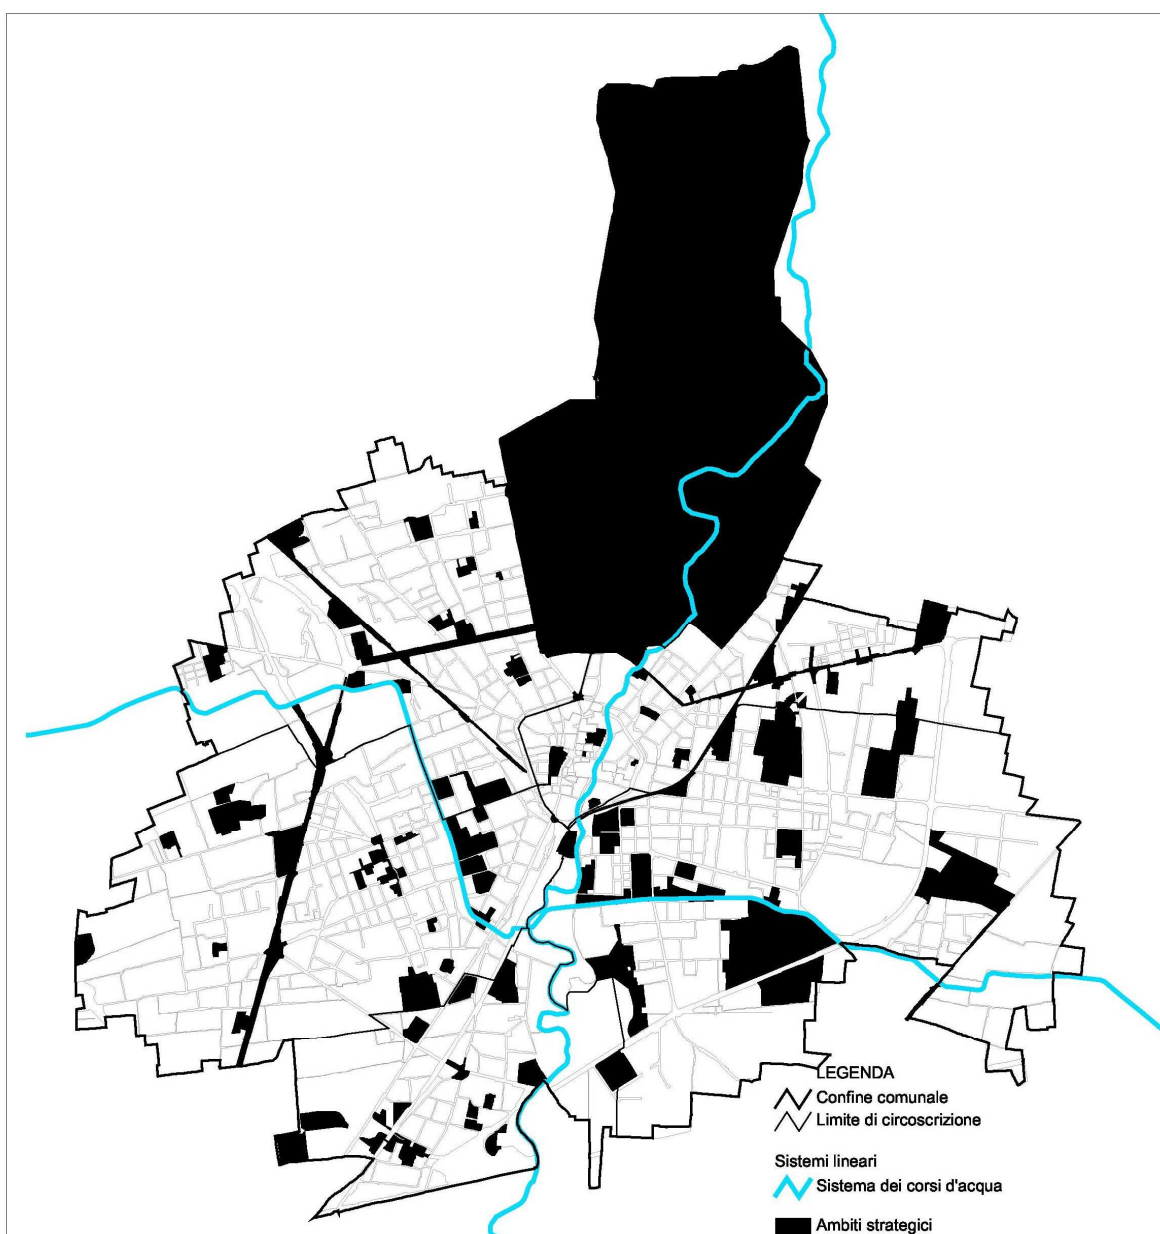 LEGENDA
Confine comunale
Limite di circoscrizione
Sistemi lineari
Sistema dei corsi d'acqua
Ambiti strategici